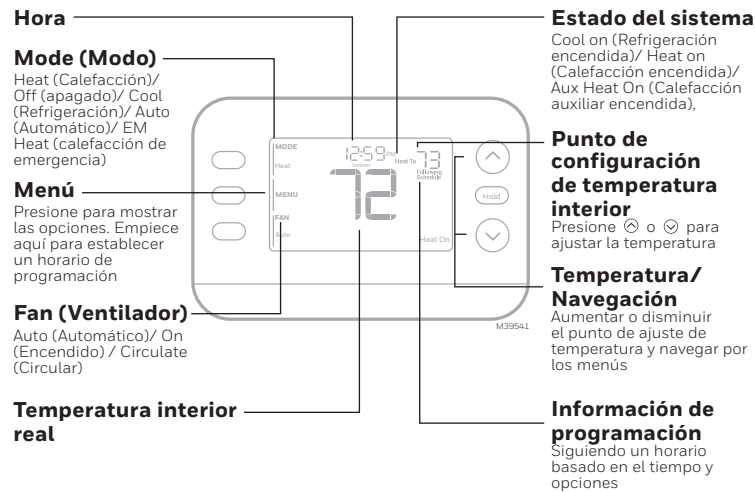 Hora
Mode (Modo)
Heat (Calefacción)/
Off (apagado)/ Cool
(Refrigeración)/ Auto
(Automático)/ EM
Heat (calefacción de
emergencia)
Menú
Presione para mostrar
las opciones. Empiece
aquí para establecer
un horario de
programación
Fan (Ventilador)
Auto (Automático)/ On
(Encendido) / Circulate
(Circular)
Temperatura interior
real
MODE
Heat
MENU
FAN
Auto
12:59 PM
Indoor
72
Heat To
73
Following
Schedule
Heat On
Hold
M39541
Estado del sistema
Cool on (Refrigeración
encendida)/ Heat on
(Calefacción encendida)/
Aux Heat On (Calefacción
auxiliar encendida),
Punto de
configuración
de temperatura
interior
Presione o para
ajustar la temperatura
Temperatura/
Navegación
Aumentar o disminuir
el punto de ajuste de
temperatura y navegar por
los menús
Información de
programación
Siguiendo un horario
basado en el tiempo y
opciones